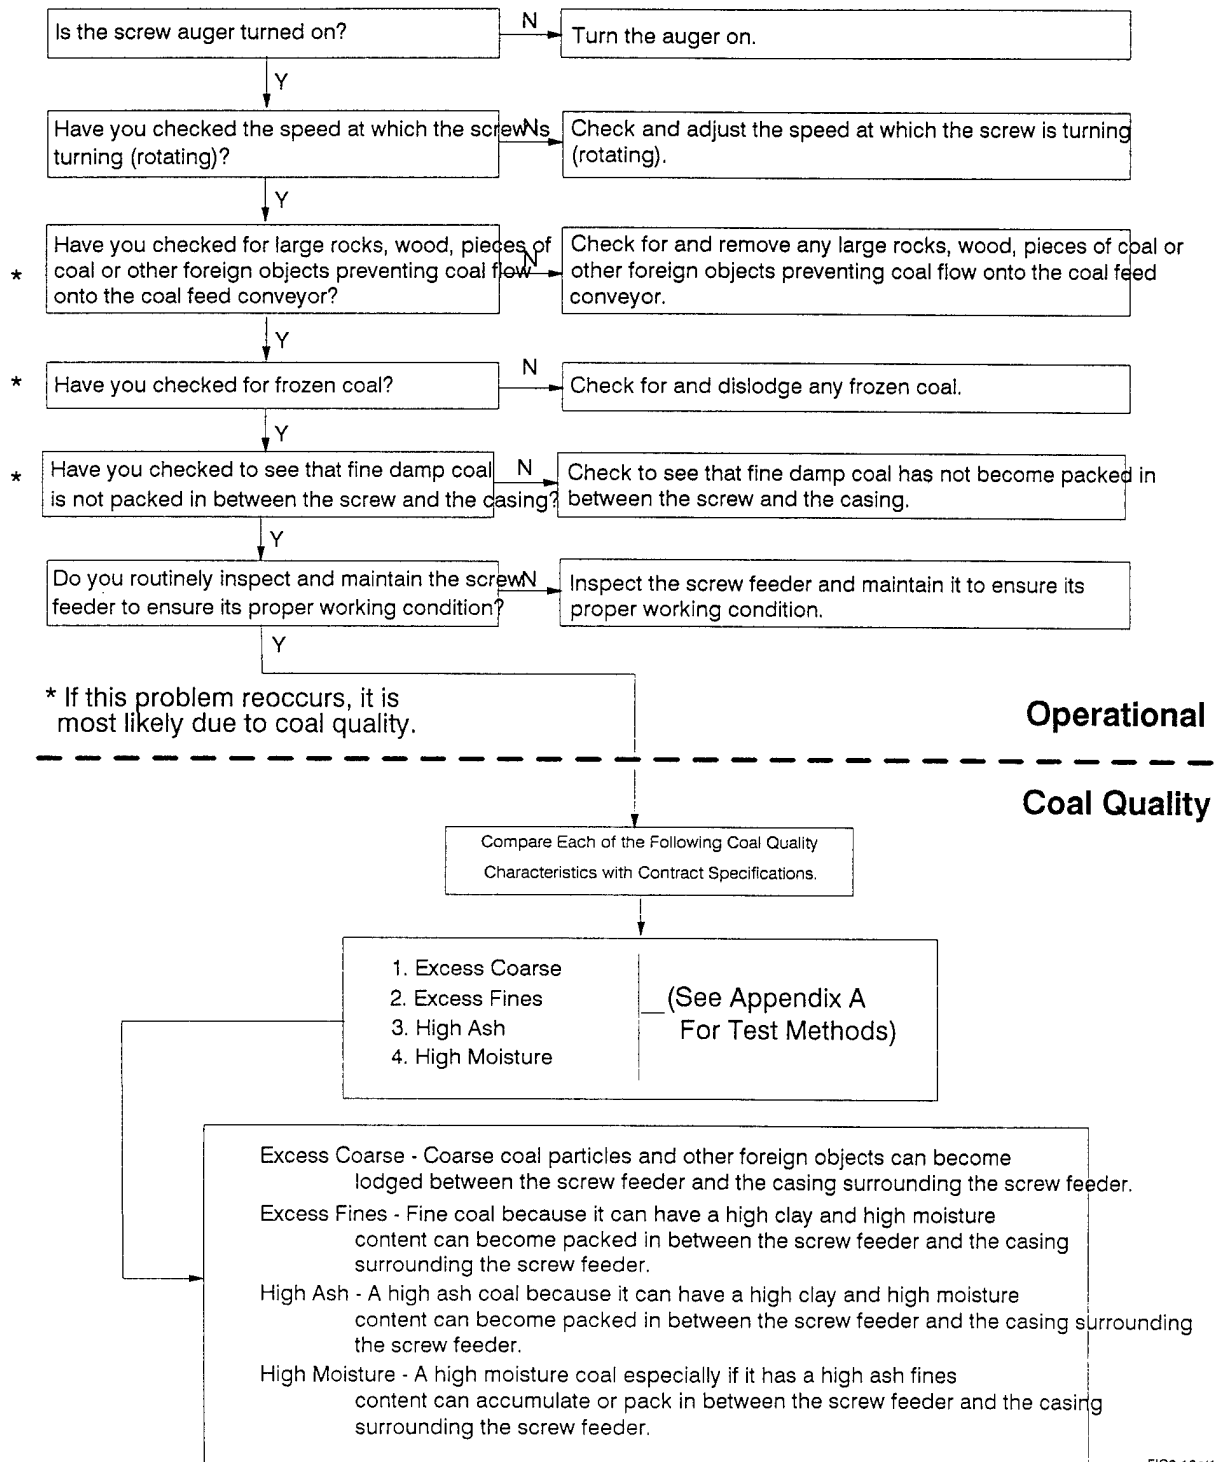 Is the screw auger turned on?
N
Turn the auger on.
Y
Have you checked the speed at which the screw is
turning (rotating)?
N
Check and adjust the speed at which the screw is turning
(rotating).
Y
*
Have you checked for large rocks, wood, pieces of
coal or other foreign objects preventing coal flow
onto the coal feed conveyor?
N
Check for and remove any large rocks, wood, pieces of coal or
other foreign objects preventing coal flow onto the coal feed
conveyor.
Y
*
Have you checked for frozen coal?
N
Check for and dislodge any frozen coal.
Y
*
Have you checked to see that fine damp coal
is not packed in between the screw and the casing?
N
Check to see that fine damp coal has not become packed in
between the screw and the casing.
Y
Do you routinely inspect and maintain the screw
feeder to ensure its proper working condition?
N
Inspect the screw feeder and maintain it to ensure its
proper working condition.
Y
* If this problem reoccurs, it is
most likely due to coal quality.
Operational
Coal Quality
Compare Each of the Following Coal Quality
Characteristics with Contract Specifications.
1. Excess Coarse
2. Excess Fines
3. High Ash
4. High Moisture
(See Appendix A
For Test Methods)
Excess Coarse - Coarse coal particles and other foreign objects can become
lodged between the screw feeder and the casing surrounding the screw feeder.
Excess Fines - Fine coal because it can have a high clay and high moisture
content can become packed in between the screw feeder and the casing
surrounding the screw feeder.
High Ash - A high ash coal because it can have a high clay and high moisture
content can become packed in between the screw feeder and the casing surrounding
the screw feeder.
High Moisture - A high moisture coal especially if it has a high ash fines
content can accumulate or pack in between the screw feeder and the casing
surrounding the screw feeder.